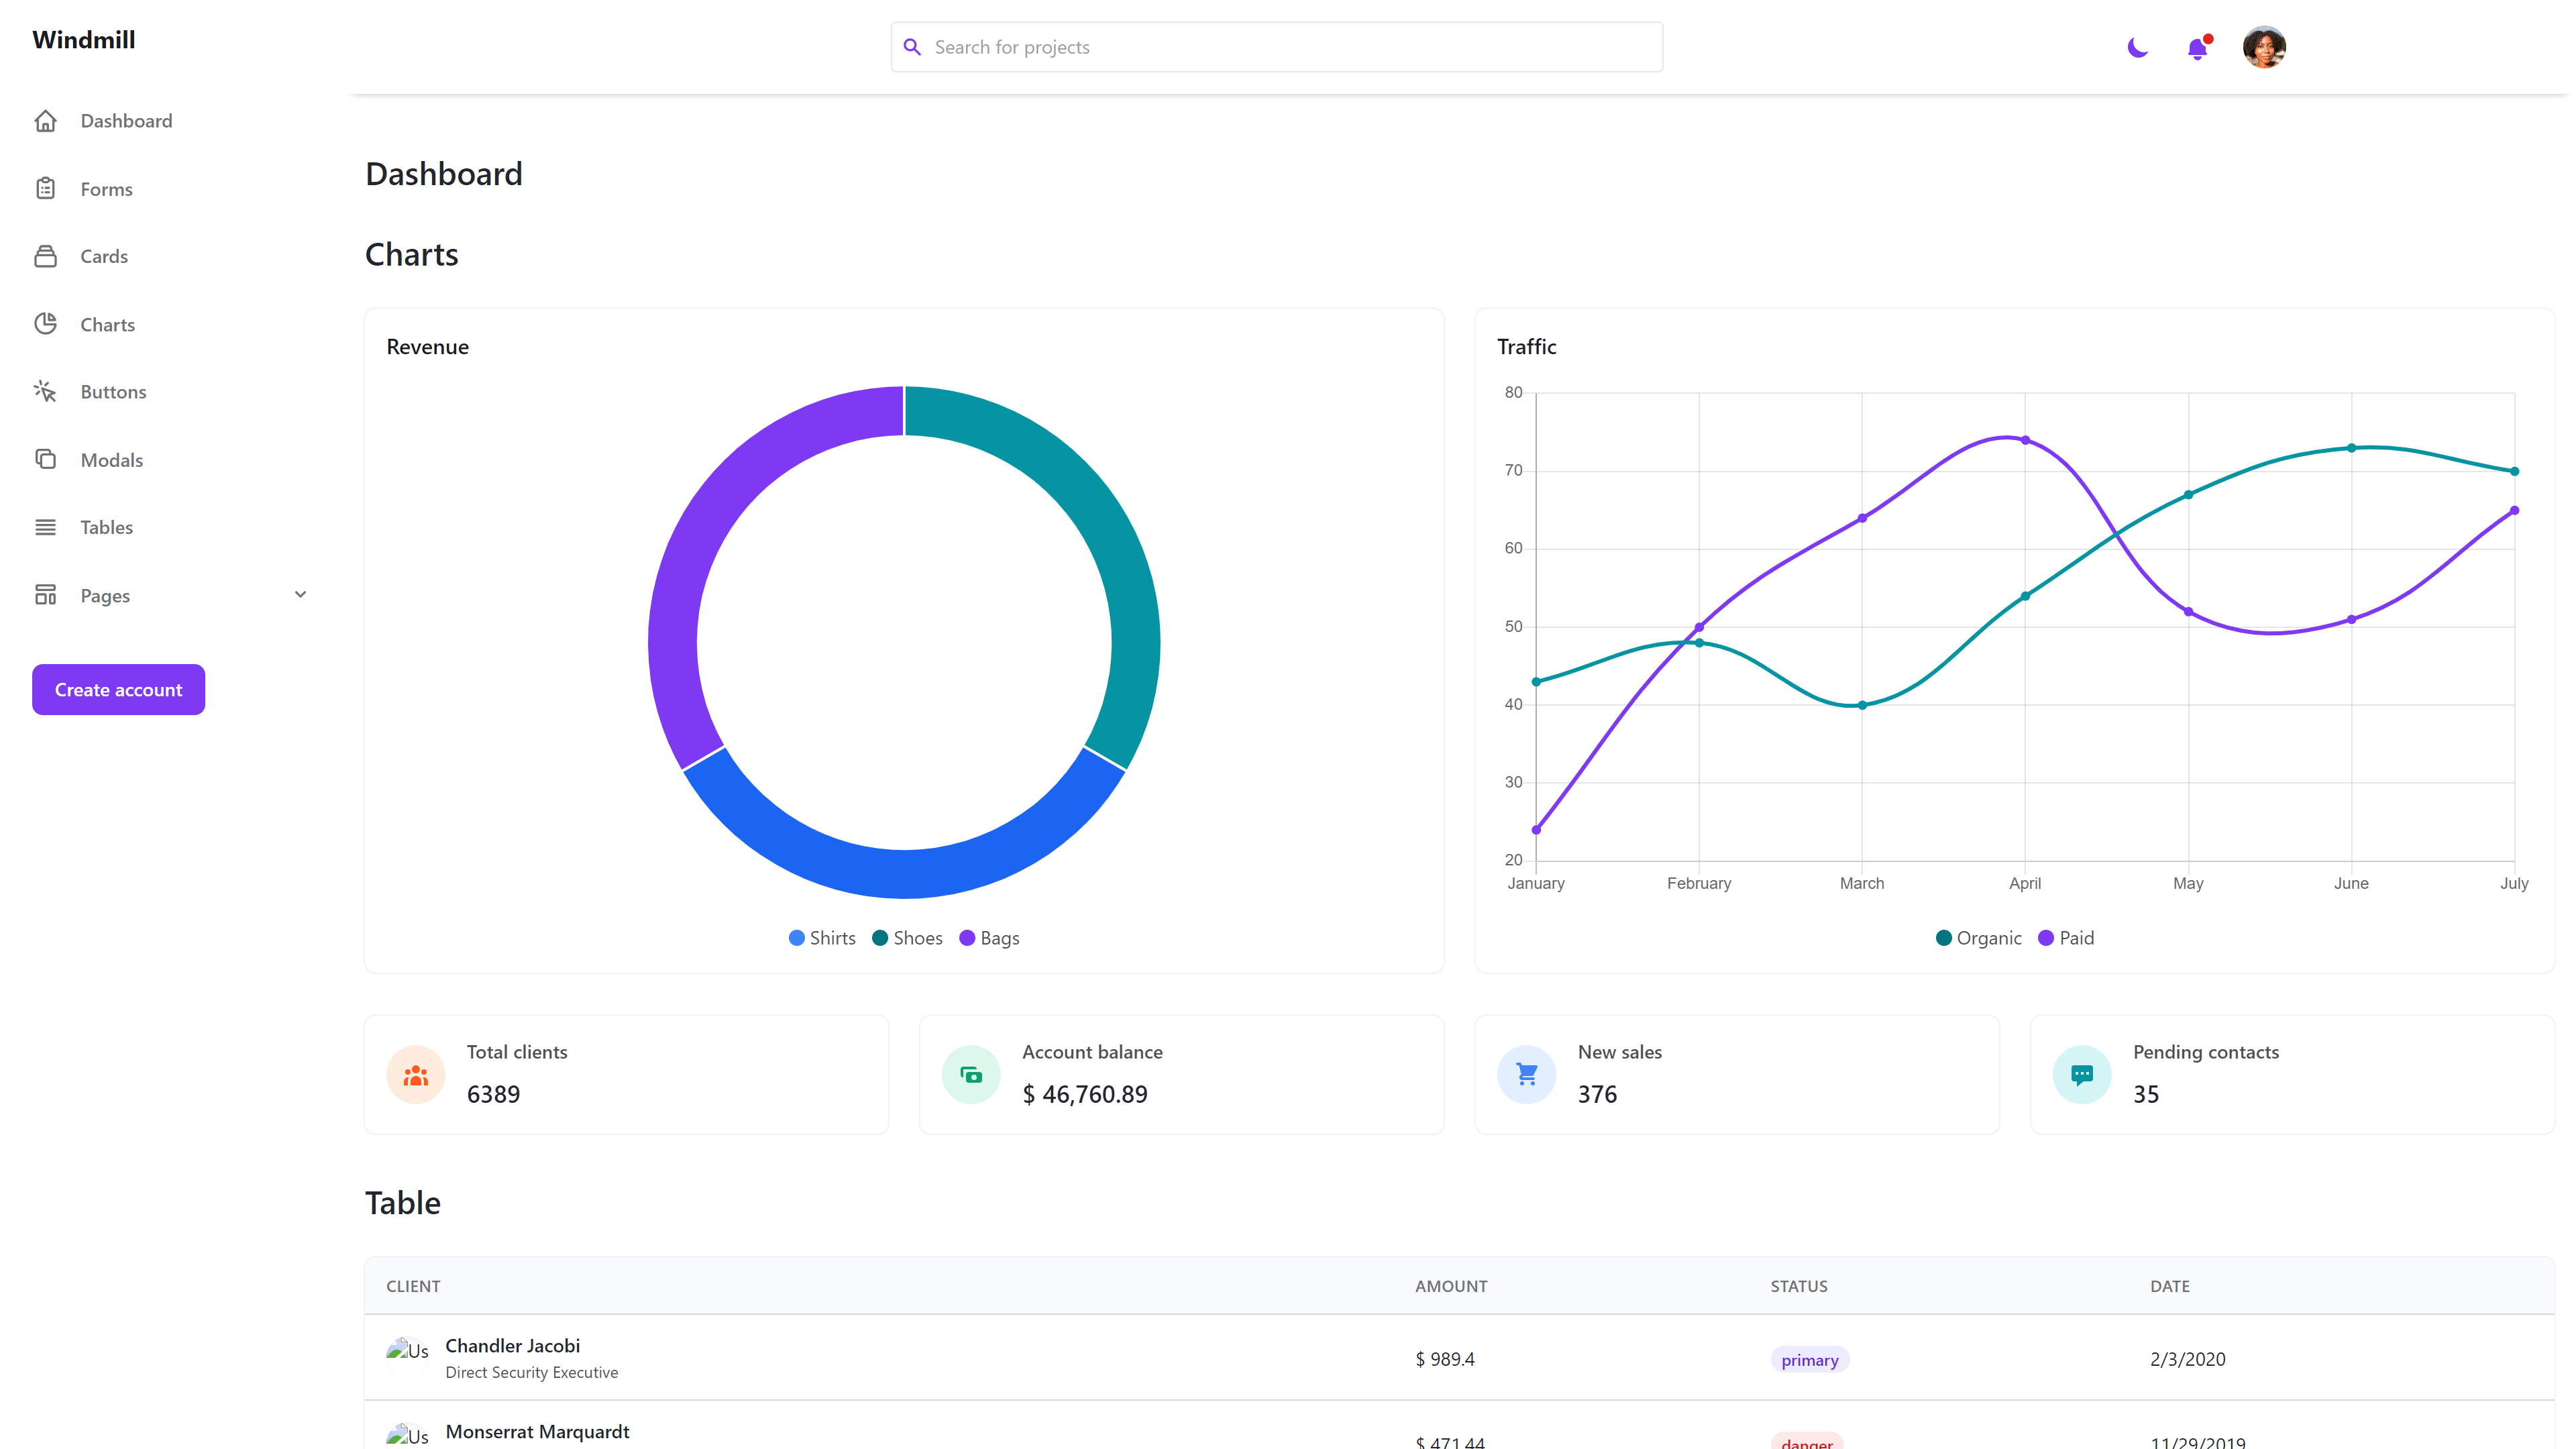 Windmill
Search for projects
Dashboard
Forms
Cards
Charts
Buttons
Modals
Tables
Pages
Create account
Dashboard
Charts
Revenue
Shirts Shoes Bags
Traffic
80
70
60
50
40
30
20
January February March April May June July
Organic Paid
Total clients
6389
Account balance
$ 46,760.89
New sales
376
Pending contacts
35
Table
CLIENT AMOUNT STATUS DATE
Us Chandler Jacobi
Direct Security Executive
$ 989.4 primary 2/3/2020
Us Monserrat Marquardt
$ 471.44 danger 11/29/2019